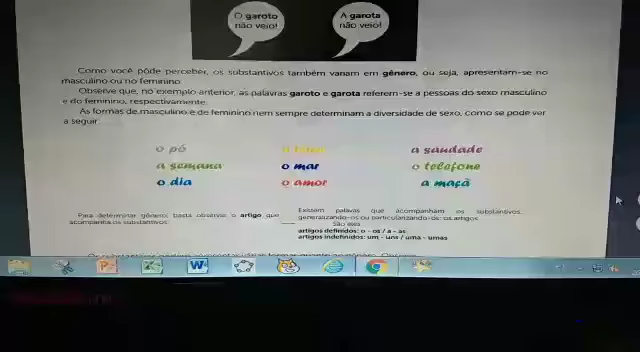 O garoto
não veio!
A garota
não veio!
Como você pôde perceber, os substantivos também variam em gênero, ou seja, apresentam-se no
masculino ou no feminino.
Observe que, no exemplo anterior, as palavras garoto e garota referem-se a pessoas do sexo masculino
e do feminino, respectivamente.
As formas de masculino e de feminino nem sempre determinam a diversidade de sexo, como se pode ver
a seguir:
o pó
a saudade
a semana o mar o telefone
o dia o amor a maçã
Para determinar gênero, basta observar o artigo que
acompanha os substantivos.
Existem palavras que acompanham os substantivos,
generalizando-os ou particularizando-os: os artigos.
São eles
artigos definidos: o - os / a - as
artigos indefinidos: um - uns / uma - umas